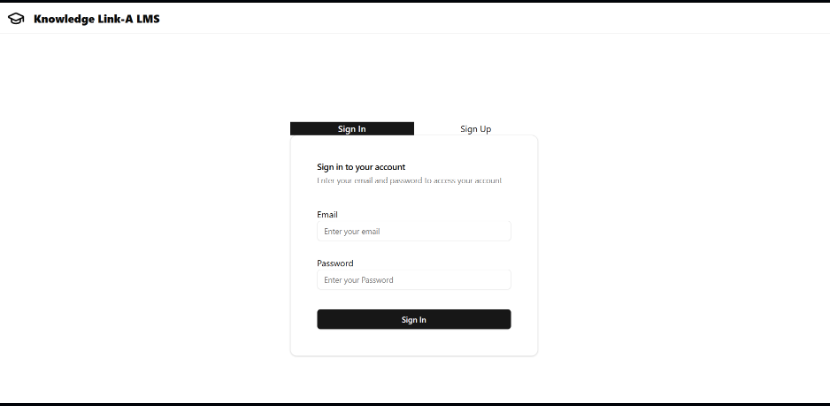 Knowledge Link-A LMS
Sign In
Sign Up
Sign in to your account
Enter your email and password to access your account
Email
Enter your email
Password
Enter your Password
Sign In